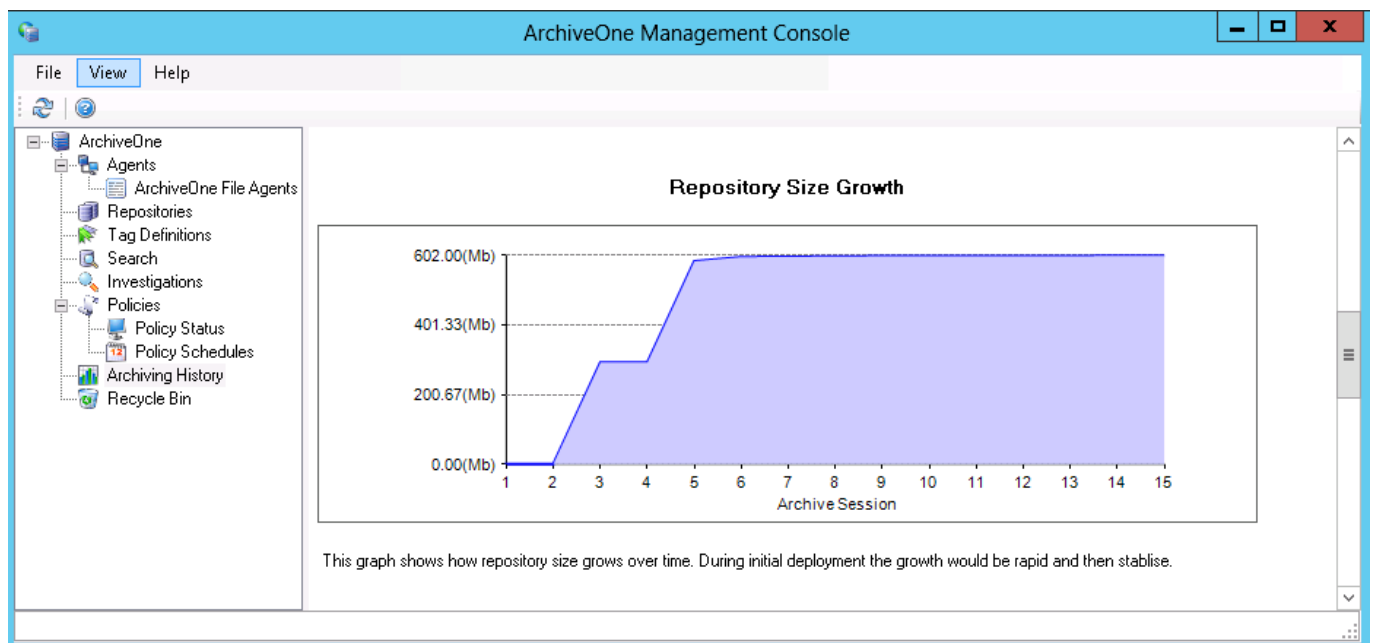 ArchiveOne Management Console
File View Help
ArchiveOne
Agents
ArchiveOne File Agents
Repositories
Tag Definitions
Search
Investigations
Policies
Policy Status
12
Policy Schedules
Archiving History
Recycle Bin
Repository Size Growth
602.00(Mb)
401.33(Mb)
200.67(Mb)
0.00(Mb)
1 2 3 4 5 6 7 8 9 10 11 12 13 14 15
Archive Session
This graph shows how repository size grows over time. During initial deployment the growth would be rapid and then stablise.